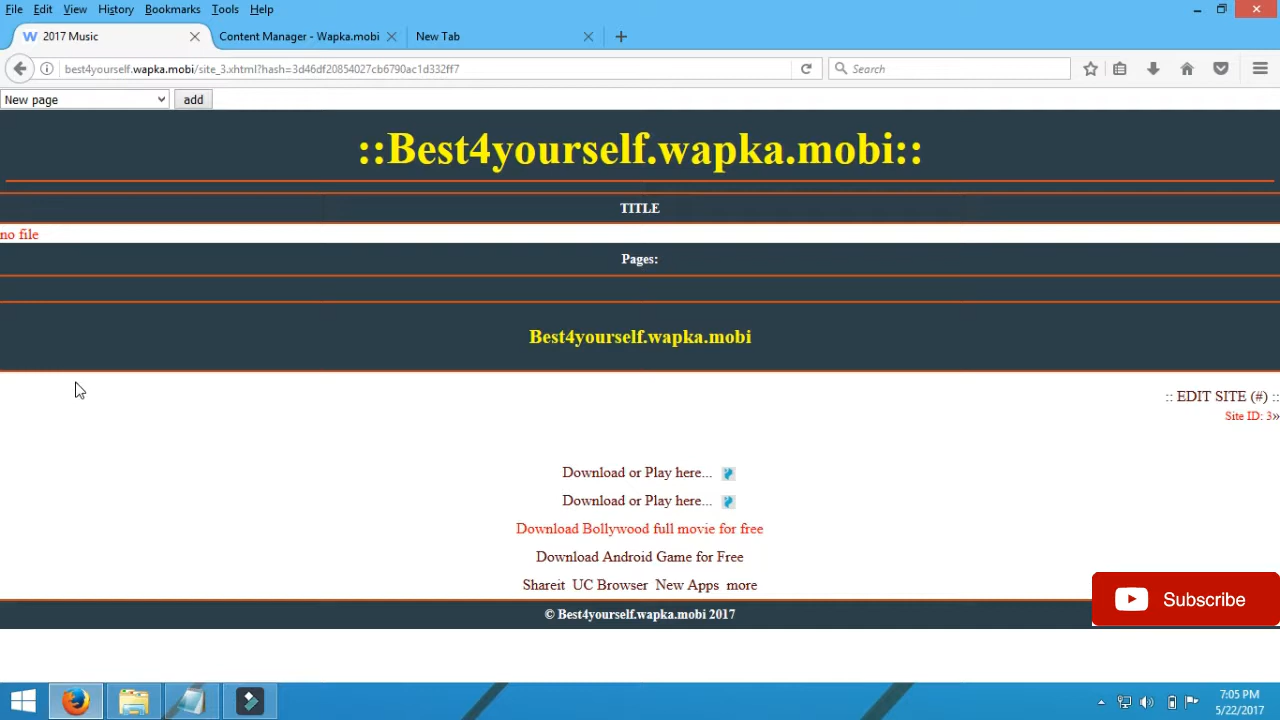 File Edit View History Bookmarks Tools Help
2017 Music
Content Manager - Wapka.mobi
New Tab
best4yourself.wapka.mobi/site_3.xhtml?hash=3d46df20854027cb6790ac1d332ff7
Search
New page
add
::Best4yourself.wapka.mobi::
TITLE
no file
Pages:
Best4yourself.wapka.mobi
:: EDIT SITE (#) ::
Site ID: 3»
Download or Play here...
Download or Play here...
Download Bollywood full movie for free
Download Android Game for Free
Shareit UC Browser New Apps more
Subscribe
© Best4yourself.wapka.mobi 2017
7:05 PM
5/22/2017